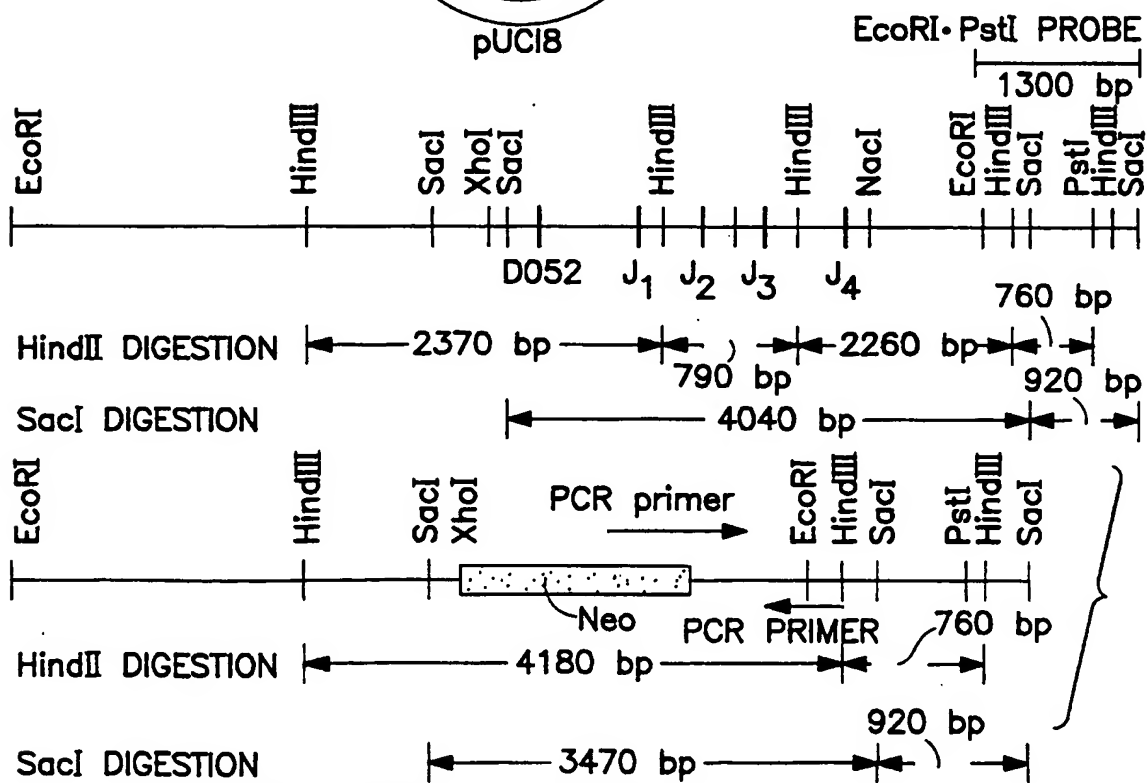 pUC18
EcoRI•PstI PROBE
1300 bp
EcoRI HindIII SacI XhoI SacI HindIII HindIII NacI EcoRI HindIII SacI PstI HindIII SacI
D052 J1 J2 J3 J4
760 bp
HindII DIGESTION 2370 bp 2260 bp
790 bp
920 bp
SacI DIGESTION 4040 bp
EcoRI HindIII SacI XhoI PCR primer EcoRI HindIII SacI PstI HindIII SacI
Neo PCR PRIMER 760 bp
HindII DIGESTION 4180 bp
920 bp
SacI DIGESTION 3470 bp